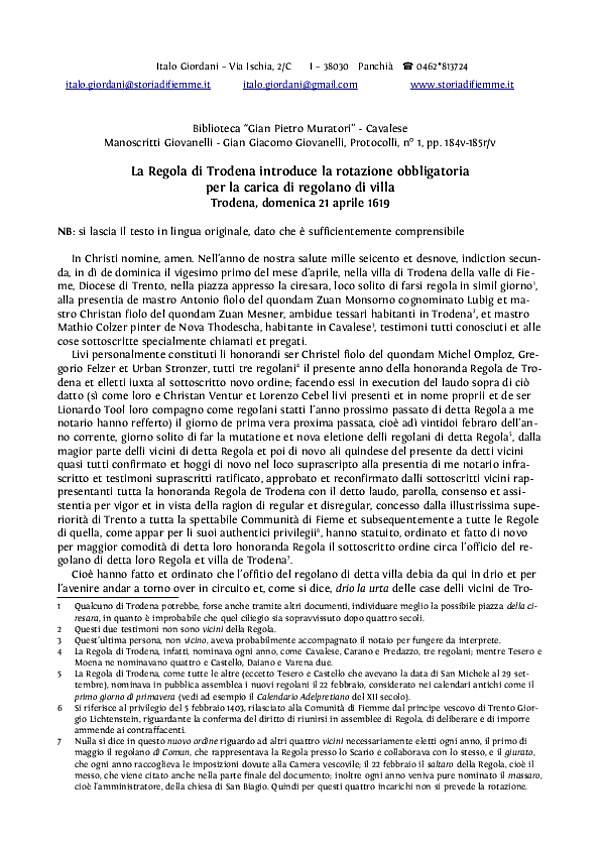 Italo Giordani – Via Ischia, 2/C I – 38030 Panchià ☎ 0462*813724
italo.giordani@storiadifiemme.it italo.giordani@gmail.com www.storiadifiemme.it
Biblioteca “Gian Pietro Muratori” - Cavalese
Manoscritti Giovanelli - Gian Giacomo Giovanelli, Protocolli, n° 1, pp. 184v-185r/v
La Regola di Trodena introduce la rotazione obbligatoria
per la carica di regolano di villa
Trodena, domenica 21 aprile 1619
NB: si lascia il testo in lingua originale, dato che è sufficientemente comprensibile
In Christi nomine, amen. Nell’anno de nostra salute mille seicento et desnove, indiction secun-
da, in dì de dominica il vigesimo primo del mese d’aprile, nella villa di Trodena della valle di Fie-
me, Diocese di Trento, nella piazza appresso la ciresara, loco solito di farsi regola in simil giorno¹,
alla presentia de mastro Antonio fiolo del quondam Zuan Monsorno cognominato Lubig et ma-
stro Christan fiolo del quondam Zuan Mesner, ambidue tessari habitanti in Trodena², et mastro
Mathio Colzer pinter de Nova Thodescha, habitante in Cavalese³, testimoni tutti conosciuti et alle
cose sottoscritte specialmente chiamati et pregati.
Livi personalmente constituti li honorandi ser Christel fiolo del quondam Michel Omploz, Gre-
gorio Felzer et Urban Stronzer, tutti tre regolani⁴ il presente anno della honoranda Regola de Tro-
dena et elletti iuxta al sottoscritto novo ordine; facendo essi in execution del laudo sopra di ciò
datto (sì come loro e Christan Ventur et Lorenzo Cebel livi presenti et in nome proprii et de ser
Lionardo Tool loro compagno come regolani statti l’anno prossimo passato di detta Regola a me
notario hanno refferto) il giorno de prima vera proxima passata, cioè adì vintidoi febraro dell’an-
no corrente, giorno solito di far la mutatione et nova eletione delli regolani di detta Regola⁵, dalla
magior parte delli vicini di detta Regola et poi di novo ali quindese del presente da detti vicini
quasi tutti confirmato et hoggi di novo nel loco suprascripto alla presentia di me notario infra-
scritto et testimoni suprascritti ratificato, approbato et reconfirmato dalli sottoscritti vicini rap-
presentanti tutta la honoranda Regola de Trodena con il detto laudo, parolla, consenso et assi-
stentia per vigor et in vista della ragion di regular et disregular, concesso dalla illustrissima supe-
riorità di Trento a tutta la spettabile Communità di Fieme et subsequentemente a tutte le Regole
di quella, come appar per li suoi authentici privilegii⁶, hanno statuito, ordinato et fatto di novo
per maggior comodità di detta loro honoranda Regola il sottoscritto ordine circa l’officio del re-
golano di detta loro Regola et villa de Trodena⁷.
Cioè hanno fatto et ordinato che l’offitio del regolano di detta villa debia da qui in drio et per
l’avenire andar a torno over in circuito et, come si dice, drio la urta delle case delli vicini de Tro-
1 Qualcuno di Trodena potrebbe, forse anche tramite altri documenti, individuare meglio la possibile piazza della ci-
resara, in quanto è improbabile che quel ciliegio sia sopravvissuto dopo quattro secoli.
2 Questi due testimoni non sono vicini della Regola.
3 Quest’ultima persona, non vicino, aveva probabilmente accompagnato il notaio per fungere da interprete.
4 La Regola di Trodena, infatti, nominava ogni anno, come Cavalese, Carano e Predazzo, tre regolani; mentre Tesero e
Moena ne nominavano quattro e Castello, Daiano e Varena due.
5 La Regola di Trodena, come tutte le altre (eccetto Tesero e Castello che avevano la data di San Michele al 29 set-
tembre), nominava in pubblica assemblea i nuovi regolani il 22 febbraio, considerato nei calendari antichi come il
primo giorno di primavera (vedi ad esempio il Calendario Adelpretiano del XII secolo).
6 Si riferisce al privilegio del 5 febbraio 1403, rilasciato alla Comunità di Fiemme dal principe vescovo di Trento Gior-
gio Lichtenstein, riguardante la conferma del diritto di riunirsi in assemblee di Regola, di deliberare e di imporre
ammende ai contraffacenti.
7 Nulla si dice in questo nuovo ordine riguardo ad altri quattro vicini necessariamente eletti ogni anno, il primo di
maggio il regolano di Comun, che rappresentava la Regola presso lo Scario e collaborava con lo stesso, e il giurato,
che ogni anno raccoglieva le imposizioni dovute alla Camera vescovile; il 22 febbraio il saltaro della Regola, cioè il
messo, che viene citato anche nella parte finale del documento; inoltre ogni anno veniva pure nominato il massaro,
cioè l’amministratore, della chiesa di San Biagio. Quindi per questi quattro incarichi non si prevede la rotazione.